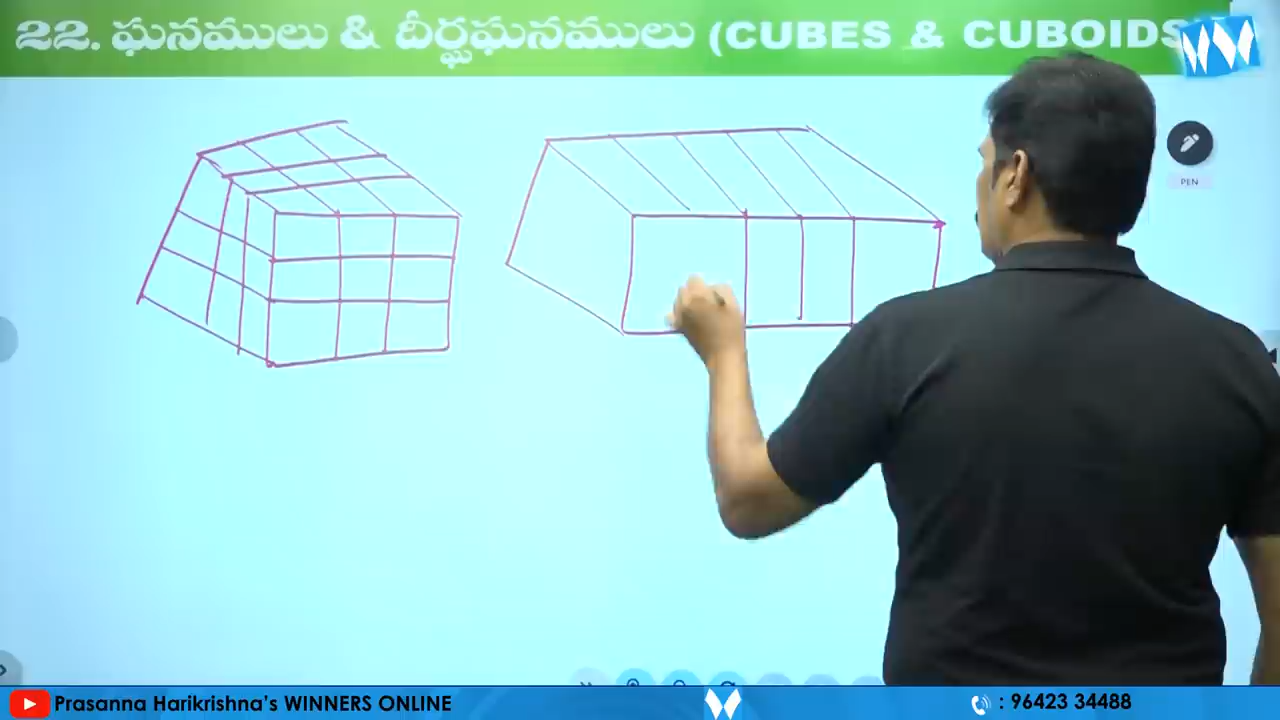 22. ఘనములు & దీర్ఘఘనములు (CUBES & CUBOIDS
W
PEN
Prasanna Harikrishna's WINNERS ONLINE
: 96423 34488